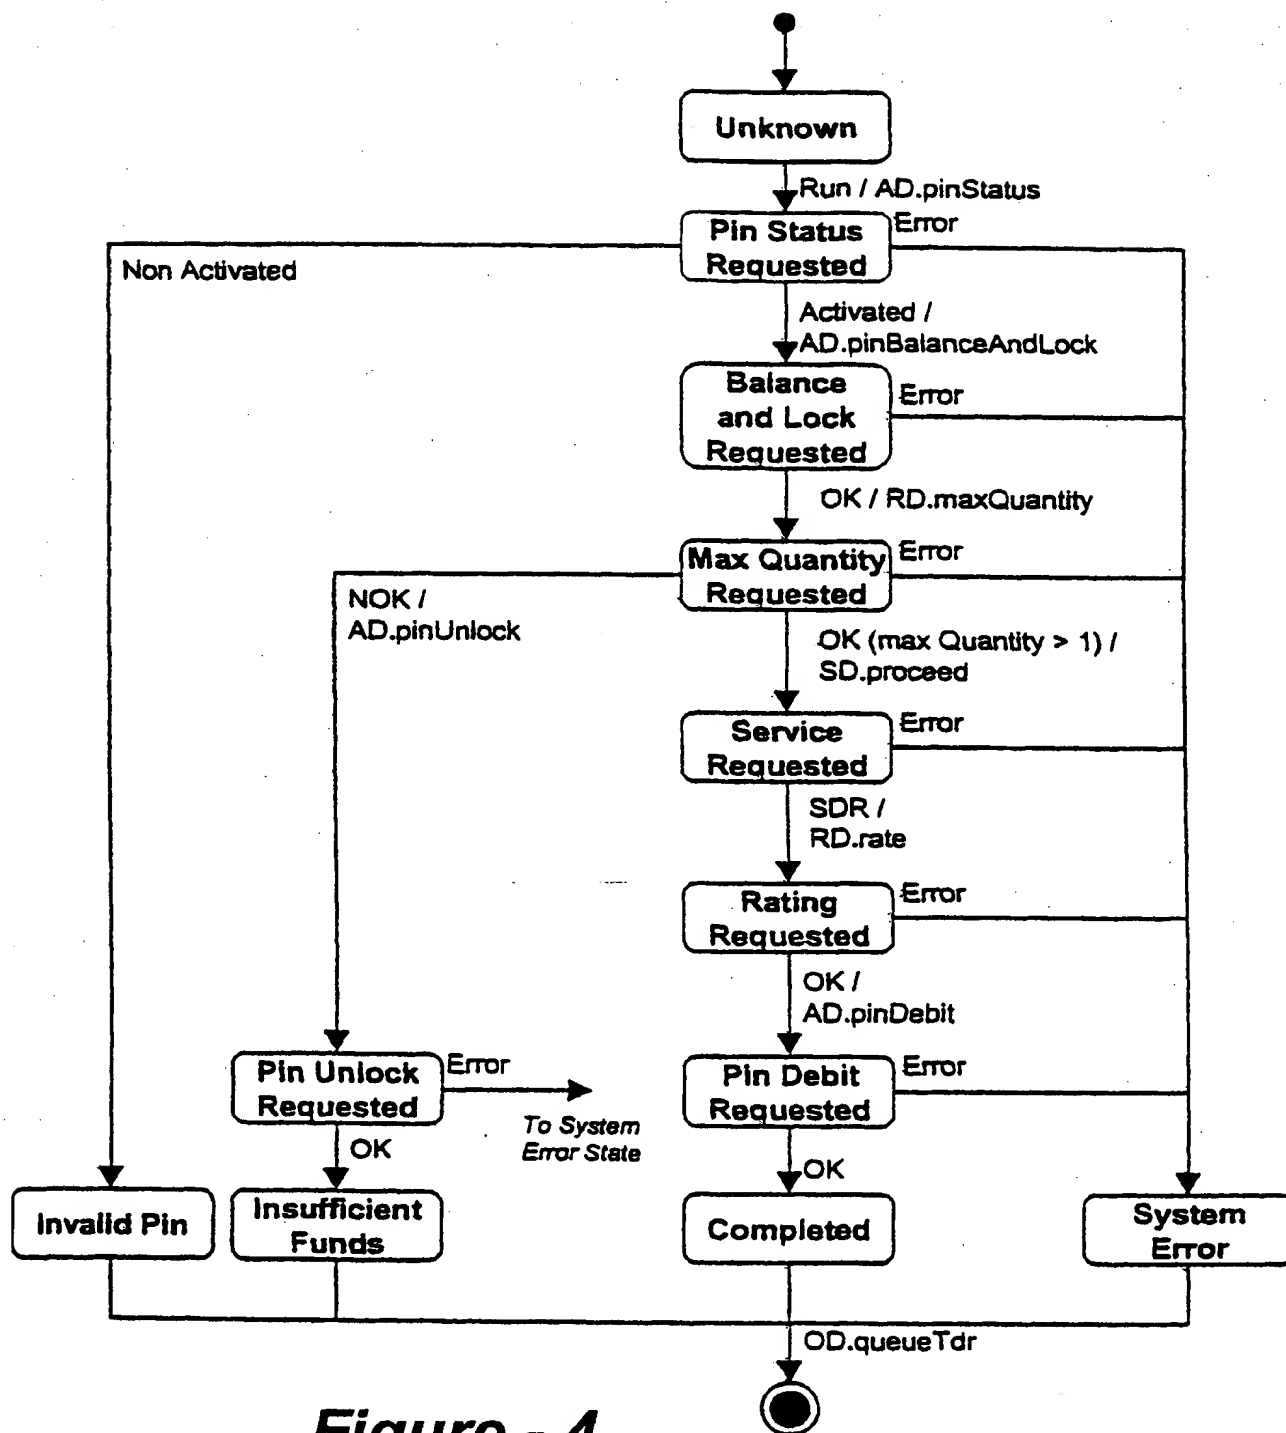 Unknown
Run / AD.pinStatus
Pin Status
Requested
Error
Non Activated
Activated /
AD.pinBalanceAndLock
Balance
and Lock
Requested
Error
OK / RD.maxQuantity
Max Quantity
Requested
Error
NOK /
AD.pinUnlock
OK (max Quantity > 1) /
SD.proceed
Service
Requested
Error
SDR /
RD.rate
Rating
Requested
Error
OK /
AD.pinDebit
Pin Unlock
Requested
Error
To System
Error State
Pin Debit
Requested
Error
OK
OK
Invalid Pin
Insufficient
Funds
Completed
System
Error
OD.queueTdr
Figure - 4